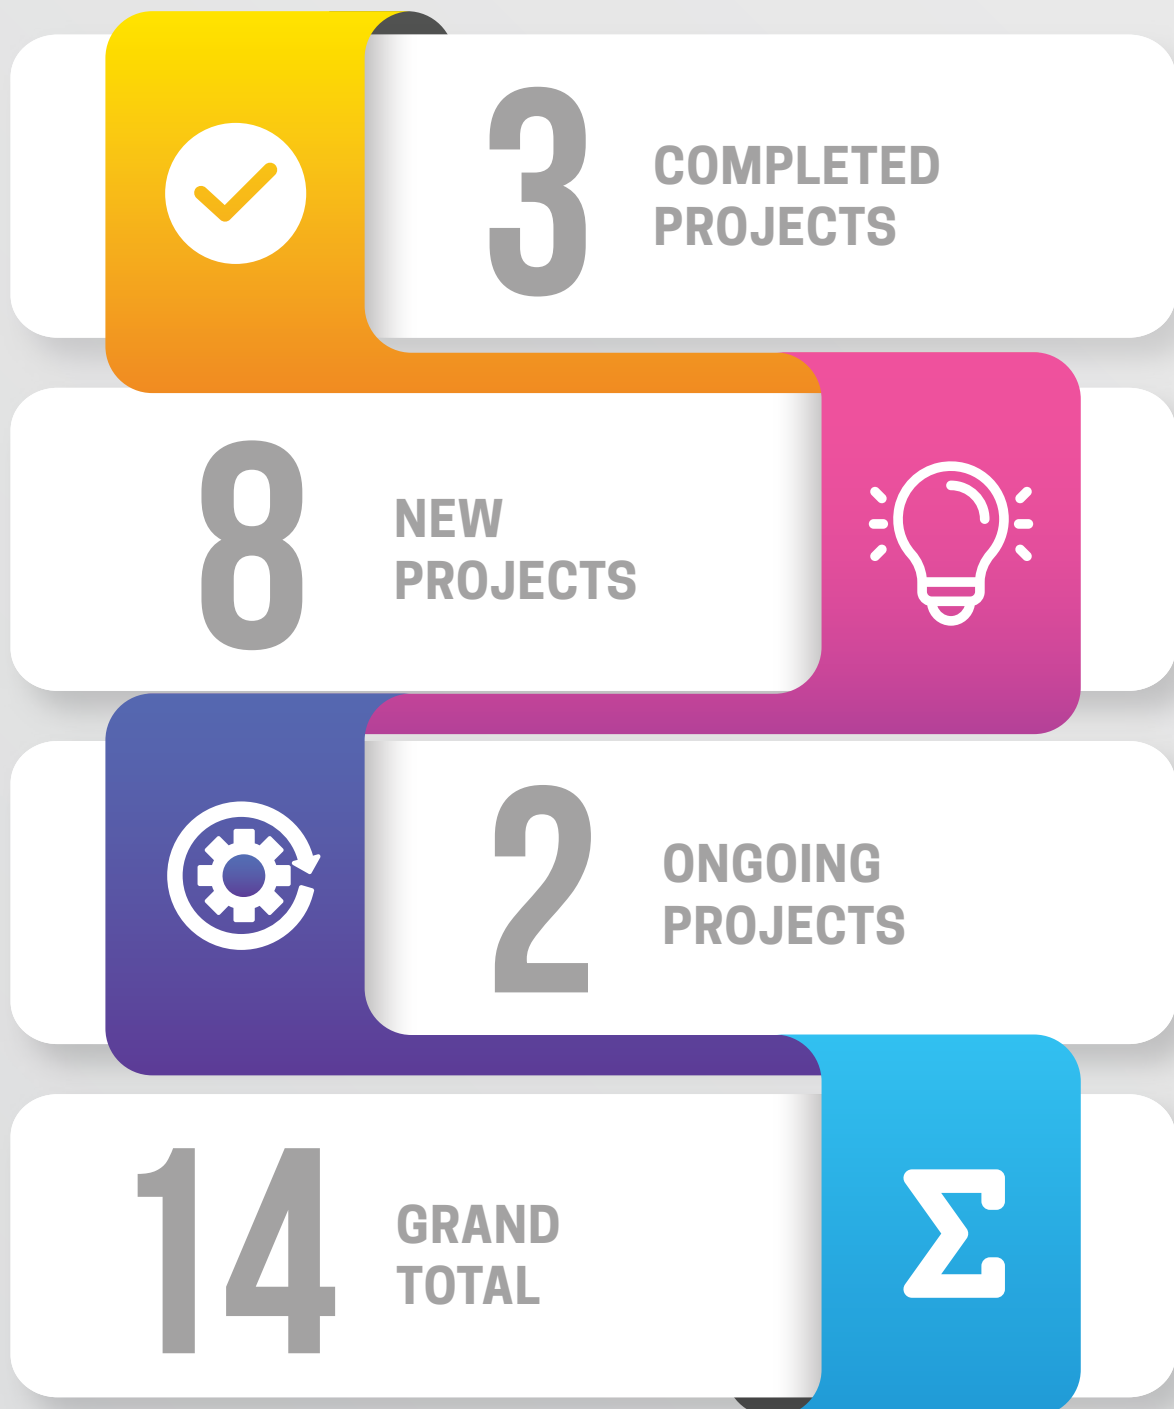 3
COMPLETED
PROJECTS
8
NEW
PROJECTS
2
ONGOING
PROJECTS
14
GRAND
TOTAL
Σ